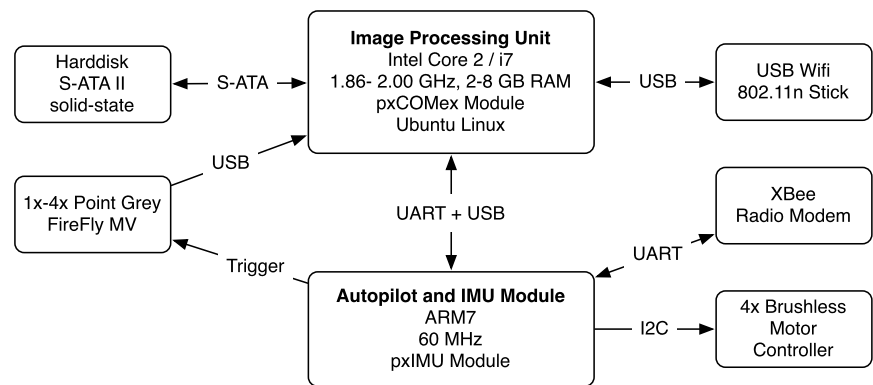 Harddisk
S-ATA II
solid-state
S-ATA
Image Processing Unit
Intel Core 2 / i7
1.86- 2.00 GHz, 2-8 GB RAM
pxCOMex Module
Ubuntu Linux
USB
USB Wifi
802.11n Stick
USB
1x-4x Point Grey
FireFly MV
UART + USB
XBee
Radio Modem
Trigger
UART
Autopilot and IMU Module
ARM7
60 MHz
pxIMU Module
I2C
4x Brushless
Motor
Controller